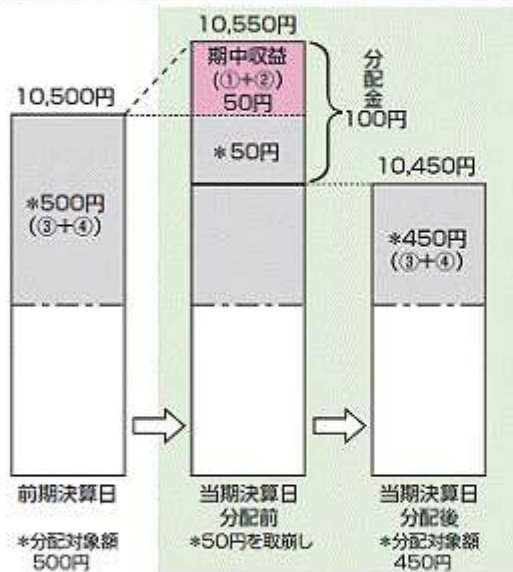 10,550円
期中収益
(①+②)
50円
分配金
100円
10,500円
*50円
10,450円
*500円
(③+④)
*450円
(③+④)
前期決算日
*分配対象額
500円
当期決算日
分配前
*50円を取崩し
当期決算日
分配後
*分配対象額
450円